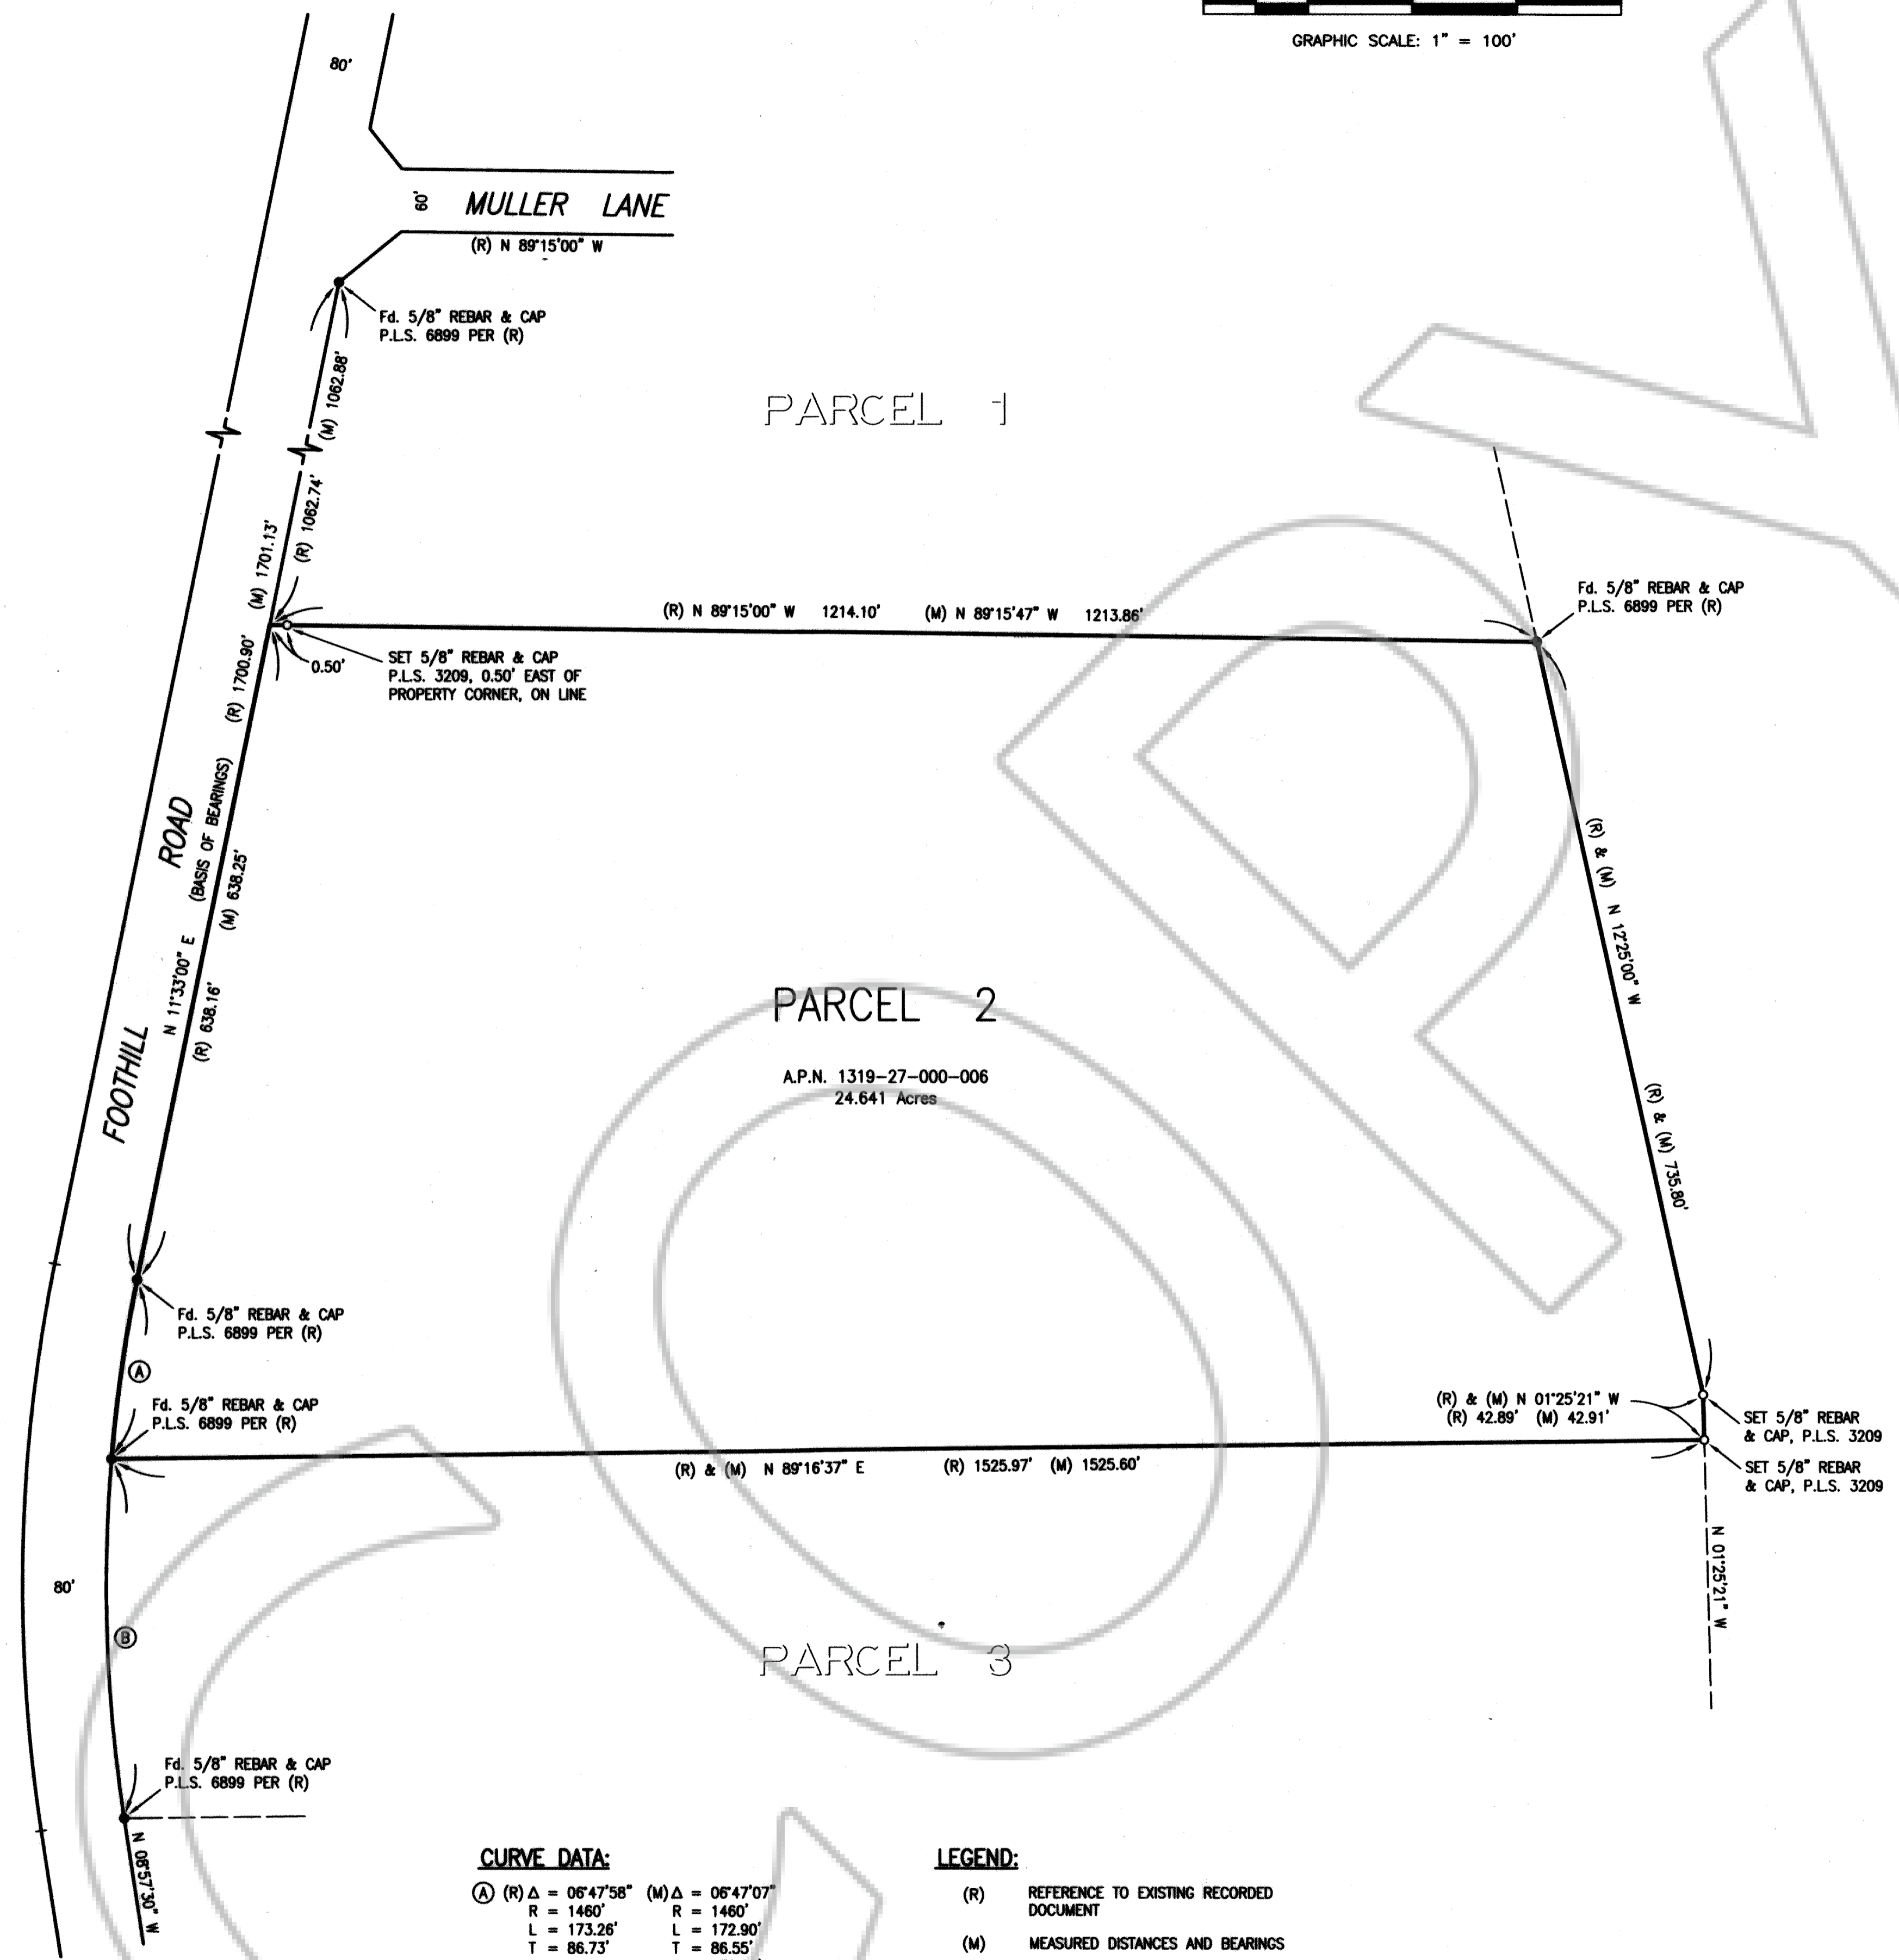 GRAPHIC SCALE: 1" = 100'
80'
60'
MULLER LANE
(R) N 89°15'00" W
Fd. 5/8" REBAR & CAP
P.L.S. 6899 PER (R)
(M) 1062.88'
PARCEL 1
(R) 1062.74'
(M) 1701.13'
(R) N 89°15'00" W 1214.10' (M) N 89°15'47" W 1213.86'
Fd. 5/8" REBAR & CAP
P.L.S. 6899 PER (R)
0.50'
SET 5/8" REBAR & CAP
P.L.S. 3209, 0.50' EAST OF
PROPERTY CORNER, ON LINE
(R) 1700.90'
FOOTHILL ROAD
N 11°33'00" E (BASIS OF BEARINGS)
(M) 638.25'
(R) 638.16'
(R) & (M) N 12°25'00" W
(R) & (M) 735.80'
PARCEL 2
A.P.N. 1319-27-000-006
24.641 Acres
Fd. 5/8" REBAR & CAP
P.L.S. 6899 PER (R)
A
Fd. 5/8" REBAR & CAP
P.L.S. 6899 PER (R)
(R) & (M) N 01°25'21" W
(R) 42.89' (M) 42.91'
SET 5/8" REBAR
& CAP, P.L.S. 3209
(R) & (M) N 89°16'37" E (R) 1525.97' (M) 1525.60'
SET 5/8" REBAR
& CAP, P.L.S. 3209
N 01°25'21" W
80'
B
PARCEL 3
Fd. 5/8" REBAR & CAP
P.L.S. 6899 PER (R)
N 08°57'30" W
CURVE DATA:
A (R) Δ = 06°47'58" (M) Δ = 06°47'07"
R = 1460' R = 1460'
L = 173.26' L = 172.90'
T = 86.73' T = 86.55'
LEGEND:
(R) REFERENCE TO EXISTING RECORDED
DOCUMENT
(M) MEASURED DISTANCES AND BEARINGS
COPY